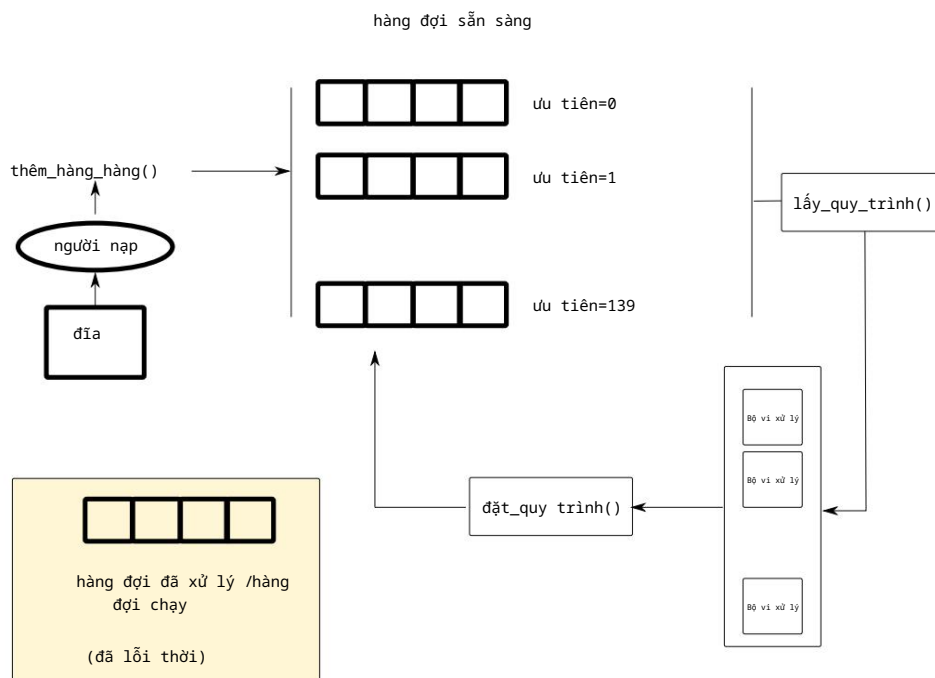 hàng đợi sẵn sàng
ưu tiên=0
thêm_hàng_hàng()
ưu tiên=1
lấy_quy_trình()
người nạp
ưu tiên=139
đĩa
Bộ vi xử lý
Bộ vi xử lý
đặt_quy trình()
Bộ vi xử lý
hàng đợi đã xử lý /hàng
đợi chạy
(đã lỗi thời)